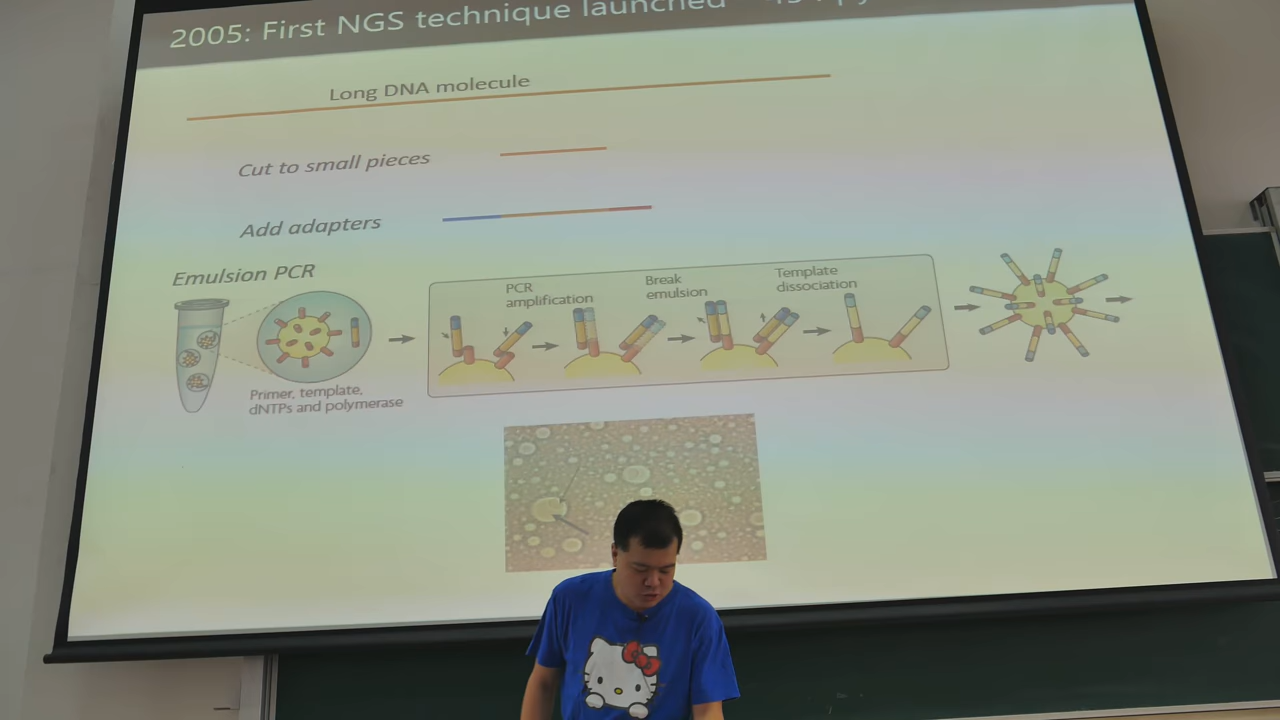 2005: First NGS technique launched
Long DNA molecule
Cut to small pieces
Add adapters
Emulsion PCR
PCR
amplification
Break
emulsion
Template
dissociation
Primer, template,
dNTPs and polymerase